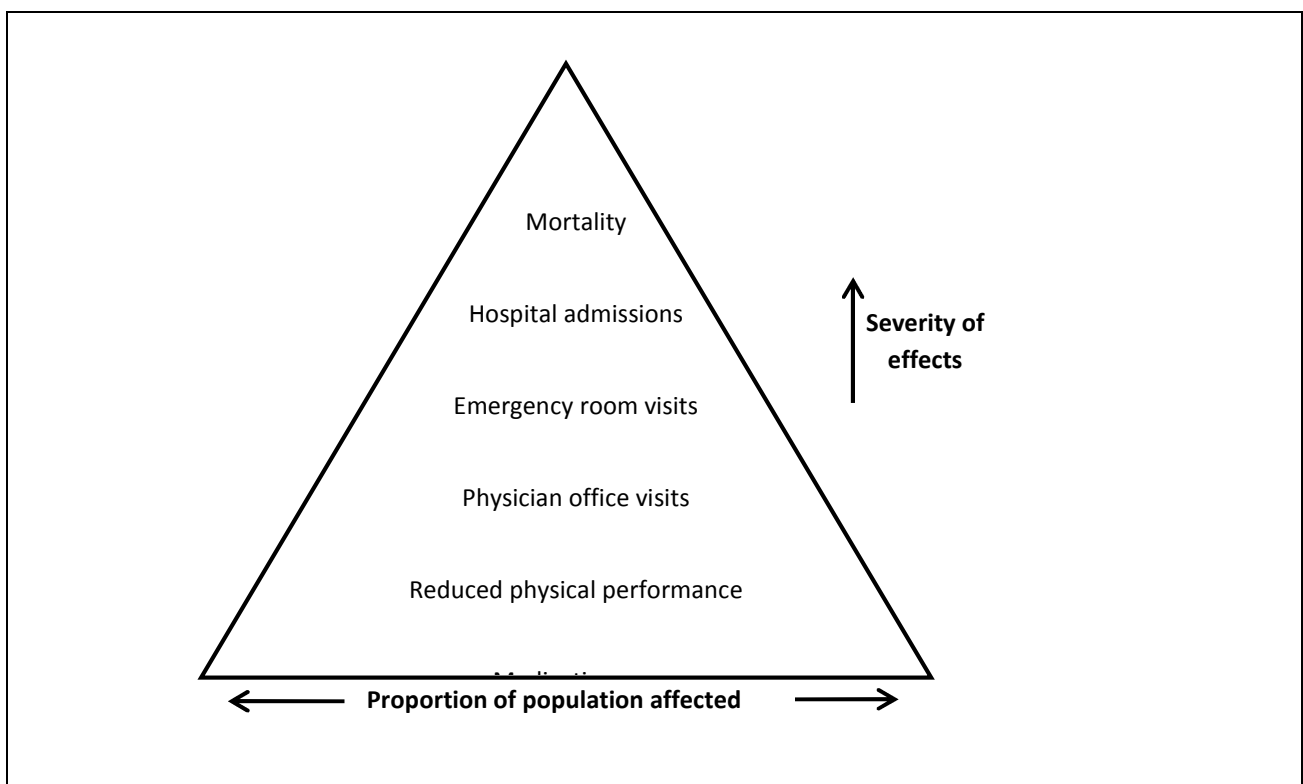 Mortality
Hospital admissions
Severity of
effects
Emergency room visits
Physician office visits
Reduced physical performance
Proportion of population affected